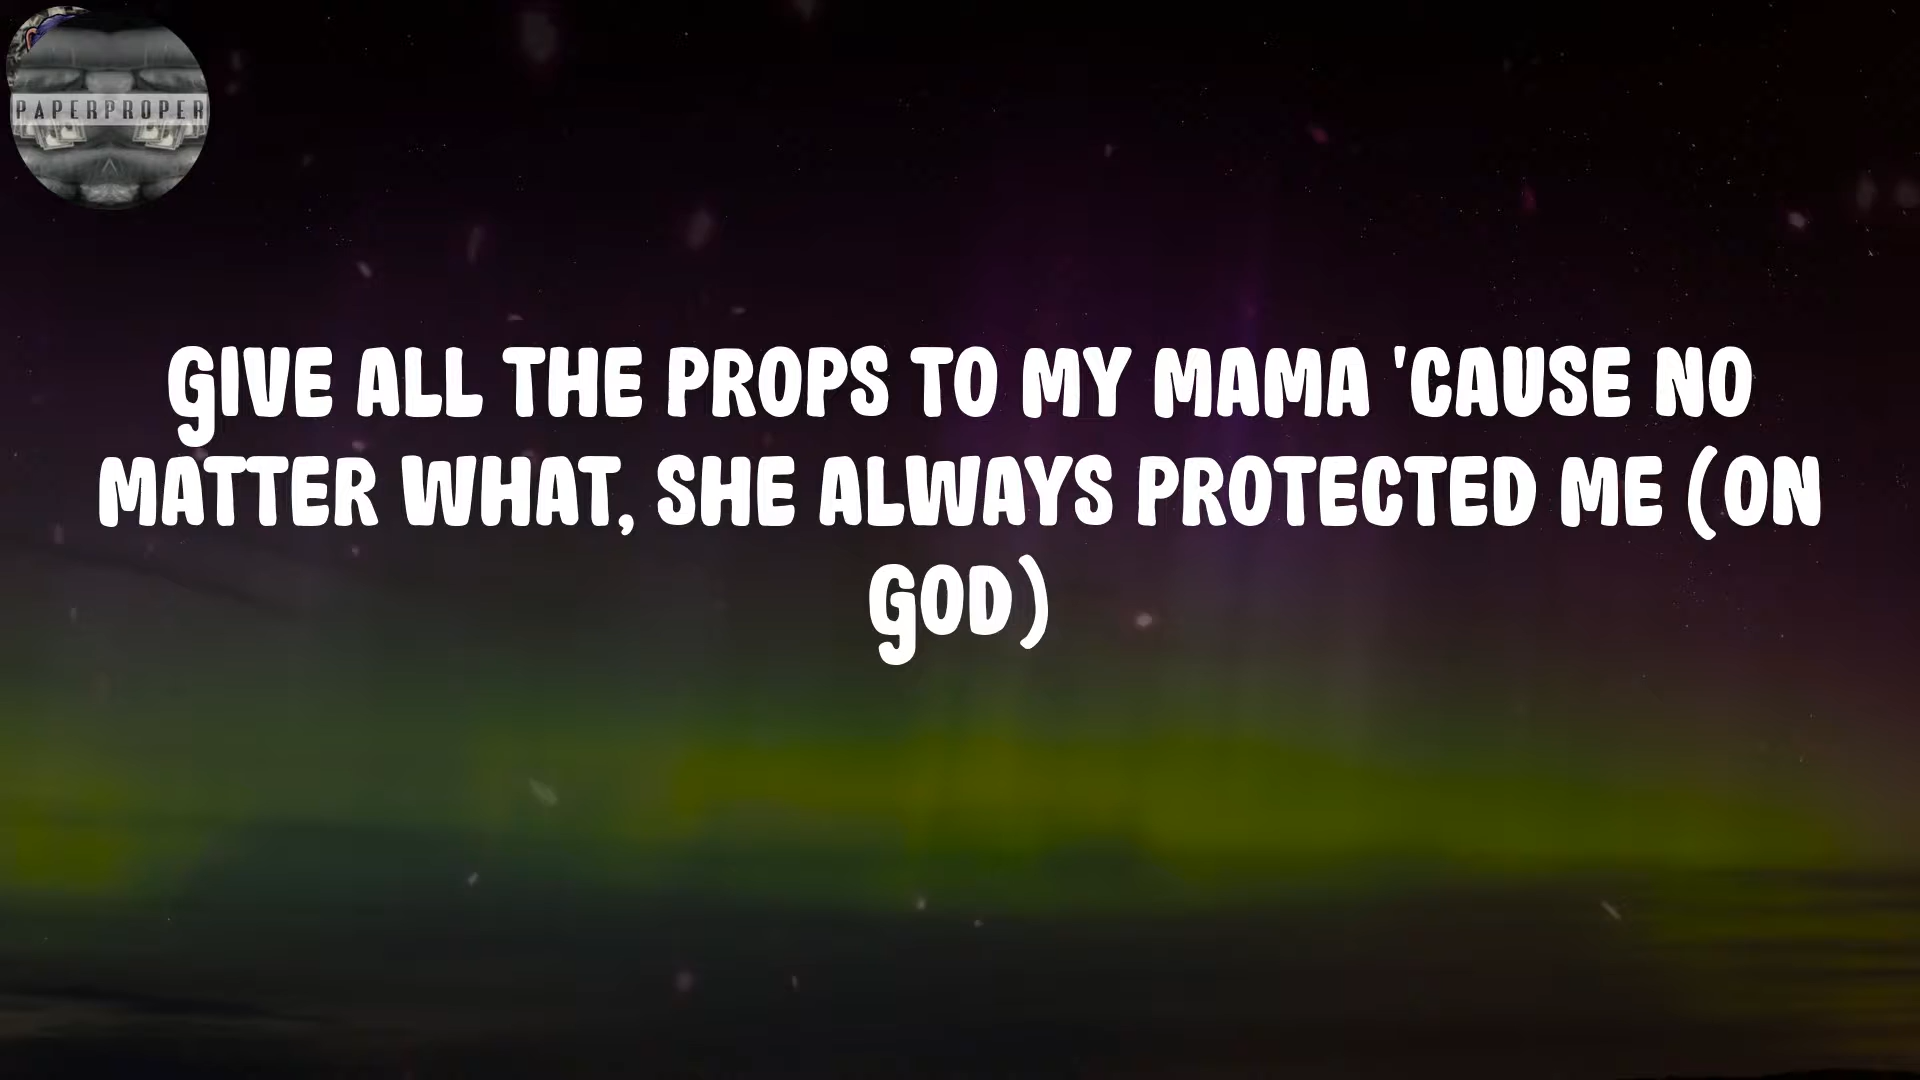 PAPERPROPER
GIVE ALL THE PROPS TO MY MAMA 'CAUSE NO
MATTER WHAT, SHE ALWAYS PROTECTED ME (ON
GOD)